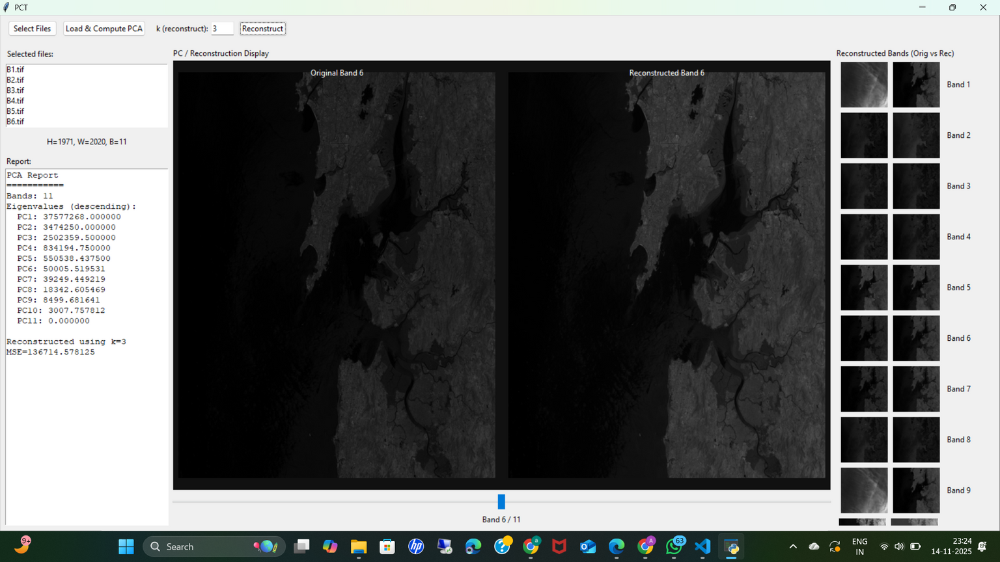 PCT
Select Files
Load & Compute PCA
k (reconstruct): 3
Reconstruct
Selected files:
B1.tif
B2.tif
B3.tif
B4.tif
B5.tif
B6.tif
H=1971, W=2020, B=11
Report:
PCA Report
===========
Bands: 11
Eigenvalues (descending):
PC1: 37577268.000000
PC2: 3474250.000000
PC3: 2502359.500000
PC4: 834194.750000
PC5: 550538.437500
PC6: 50005.519531
PC7: 39249.449219
PC8: 18342.605469
PC9: 8499.681641
PC10: 3007.757812
PC11: 0.000000
Reconstructed using k=3
MSE=136714.578125
PC / Reconstruction Display
Original Band 6
Reconstructed Band 6
Band 6 / 11
Reconstructed Bands (Orig vs Rec)
Band 1
Band 2
Band 3
Band 4
Band 5
Band 6
Band 7
Band 8
Band 9
9+
Search
hp
?
a
A
63
ENG
IN
23:24
14-11-2025